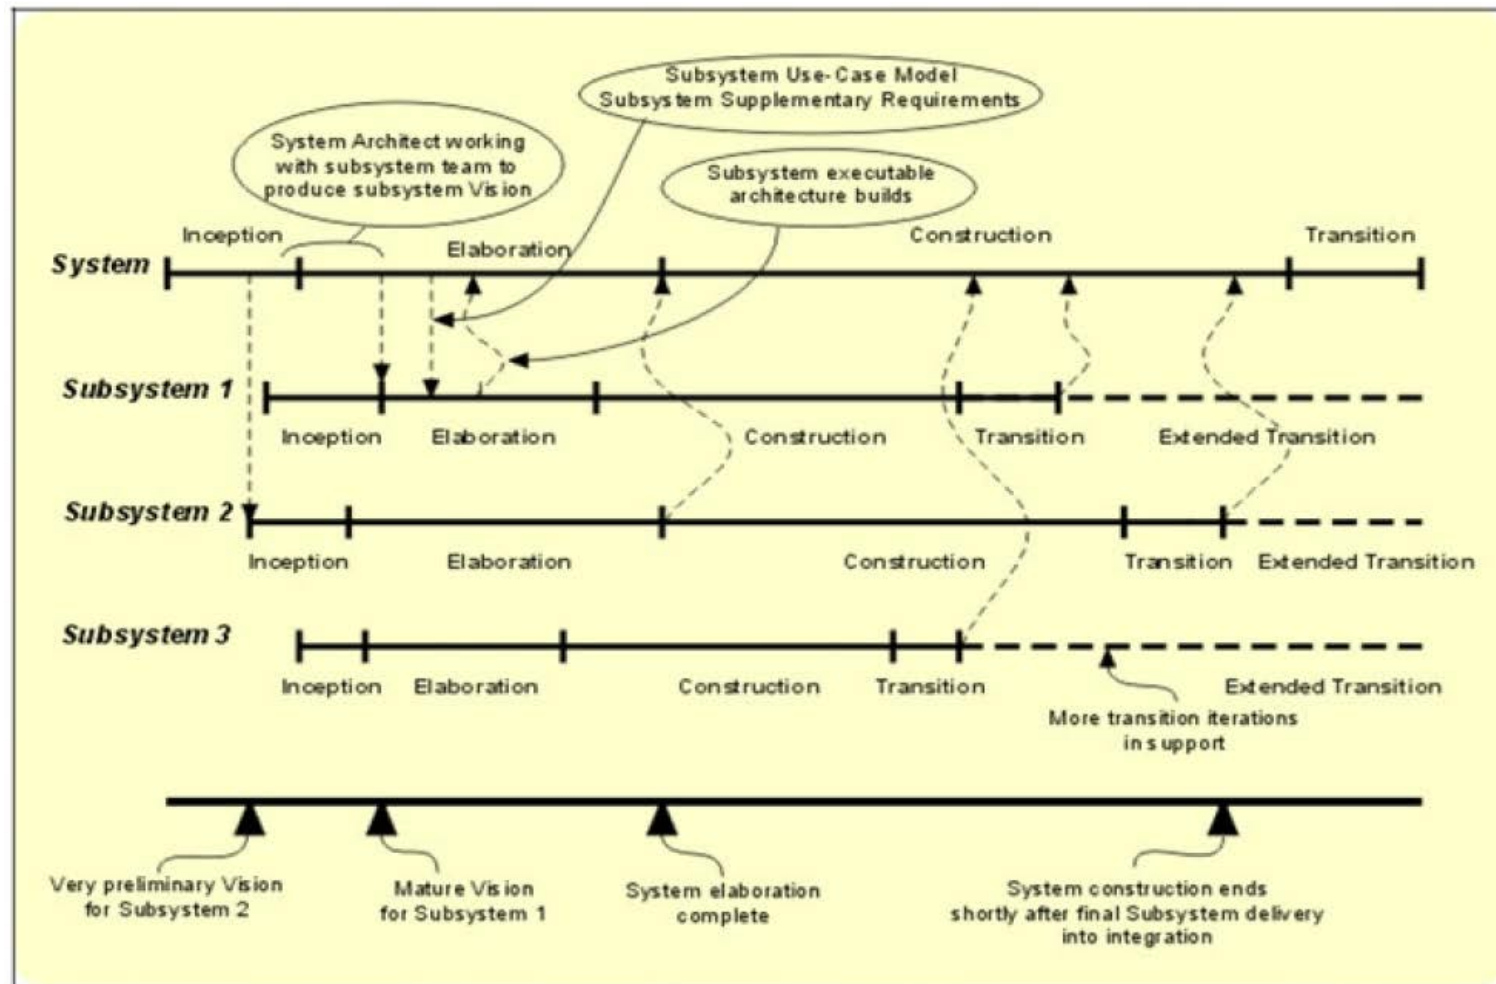 Subsystem Use-Case Model
Subsystem Supplementary Requirements
System Architect working
with subsystem team to
produce subsystem Vision
Subsystem executable
architecture builds
Inception
Elaboration
Construction
Transition
System
Subsystem 1
Inception
Elaboration
Construction
Transition
Extended Transition
Subsystem 2
Inception
Elaboration
Construction
Transition
Extended Transition
Subsystem 3
Inception
Elaboration
Construction
Transition
Extended Transition
More transition iterations
in support
Very preliminary Vision
for Subsystem 2
Mature Vision
for Subsystem 1
System elaboration
complete
System construction ends
shortly after final Subsystem delivery
into integration